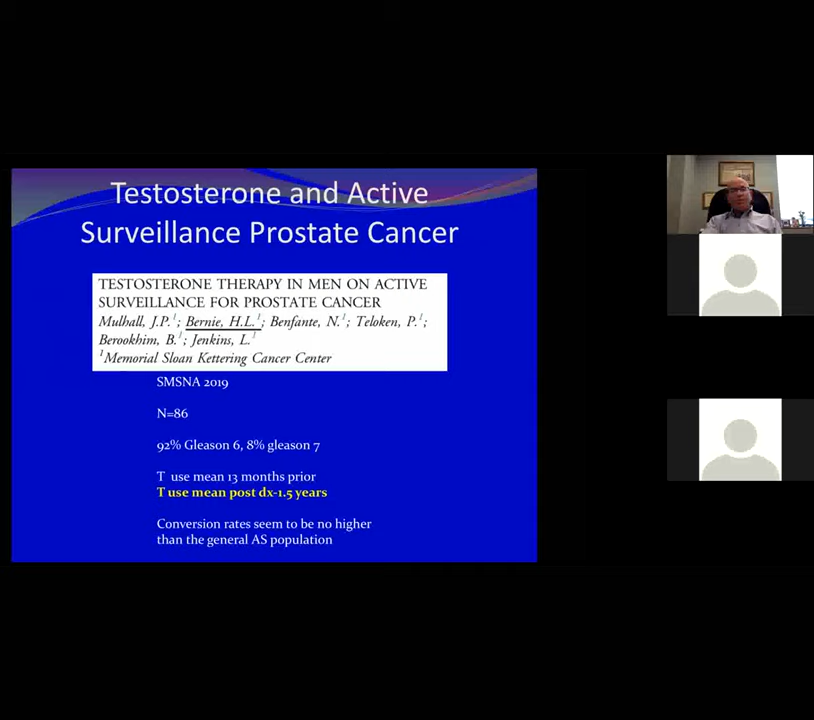 Testosterone and Active
Surveillance Prostate Cancer
TESTOSTERONE THERAPY IN MEN ON ACTIVE
SURVEILLANCE FOR PROSTATE CANCER
Mulhall, J.P.¹; Bernie, H.L.¹; Benfante, N.¹; Teloken, P.¹;
Berookhim, B.¹; Jenkins, L.¹
¹Memorial Sloan Kettering Cancer Center
SMSNA 2019
N=86
92% Gleason 6, 8% gleason 7
T use mean 13 months prior
T use mean post dx-1.5 years
Conversion rates seem to be no higher
than the general AS population